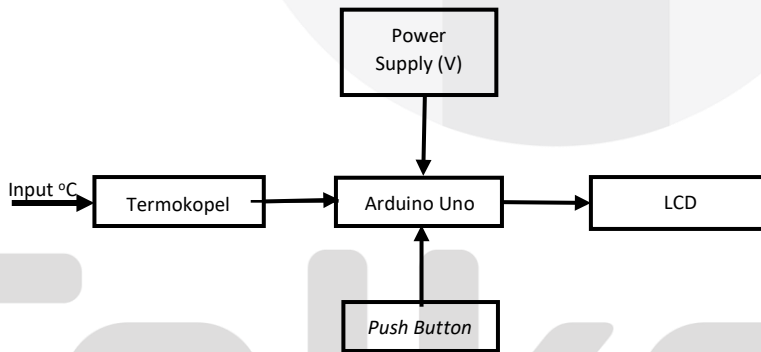 Power
Supply (V)
Input °C
Termokopel
Arduino Uno
LCD
Push Button